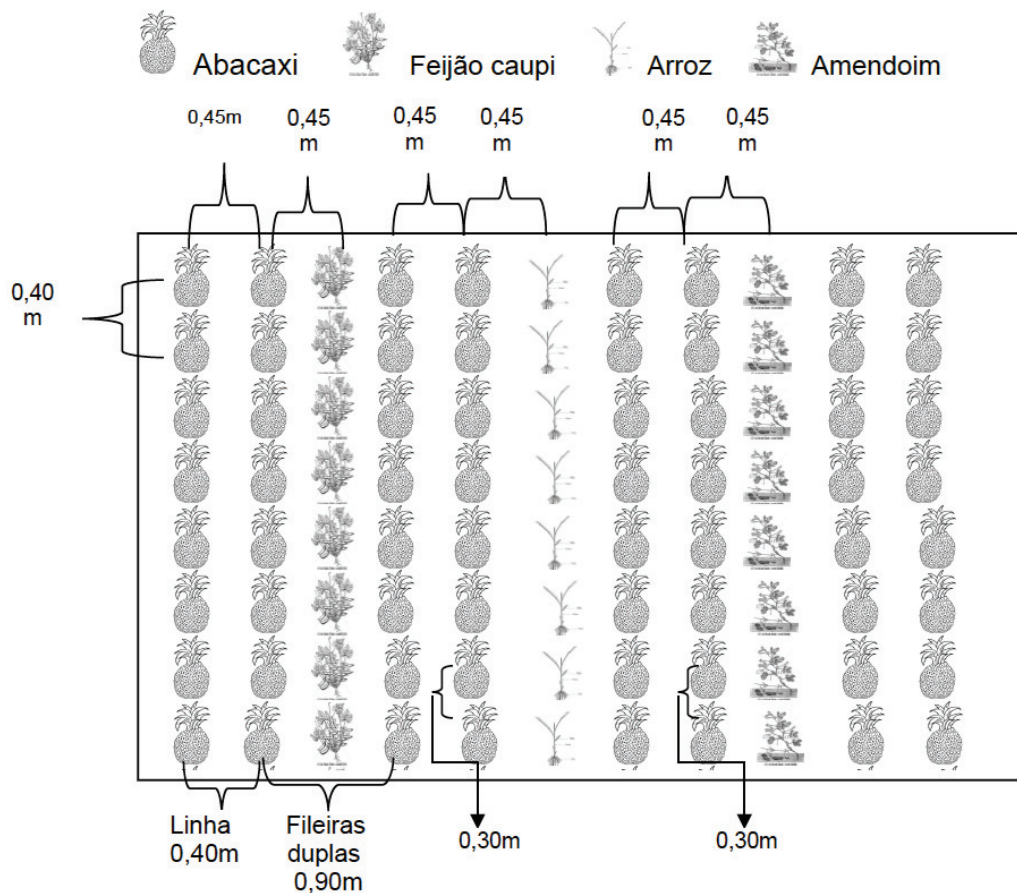 Abacaxi
Feijão caupi
Arroz
Amendoim
0,45m
0,45
m
0,45
m
0,45
m
0,45
m
0,45
m
0,40
m
Linha
0,40m
Fileiras
duplas
0,90m
0,30m
0,30m